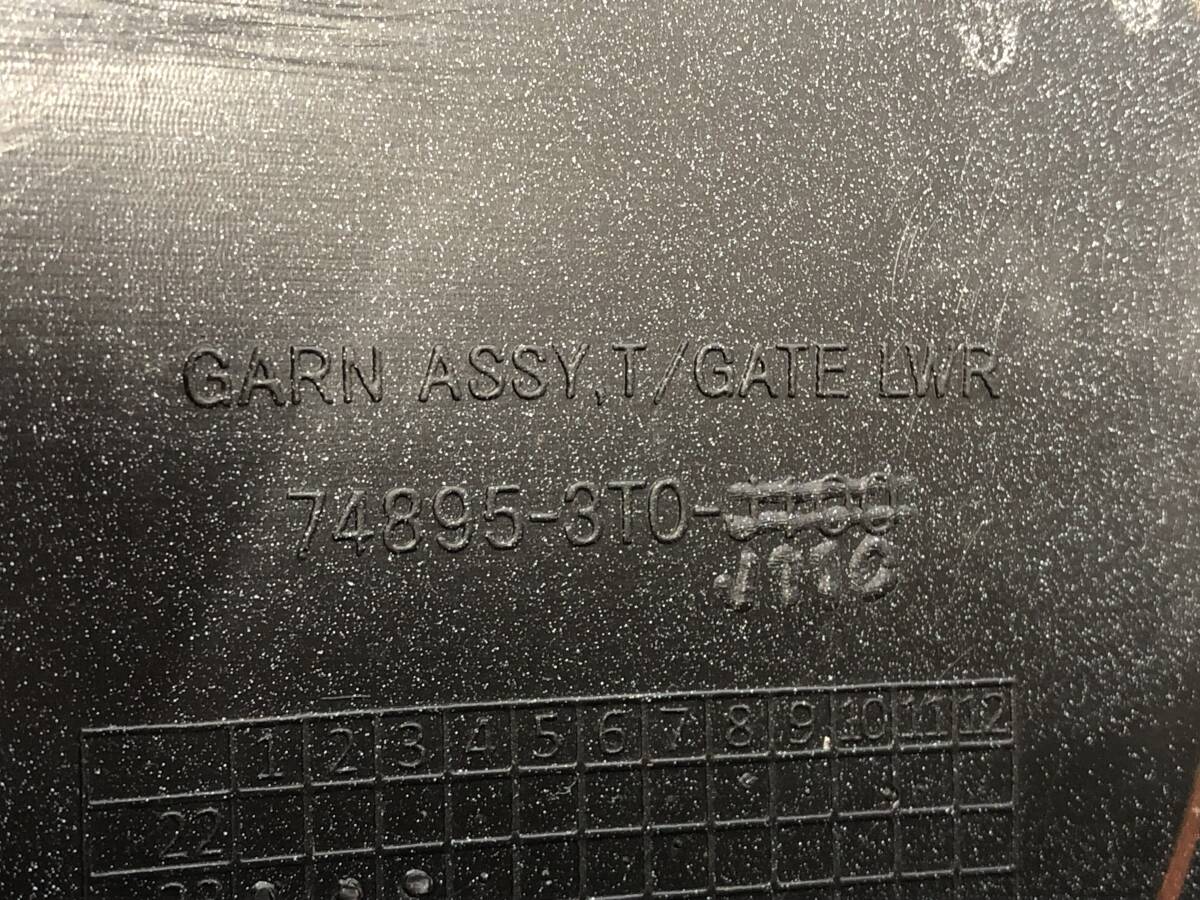 GARN ASSY,T/GATE LWR
74895-3T0-
1 2 3 4 5 6 7 8 9 10 11 12
22
23